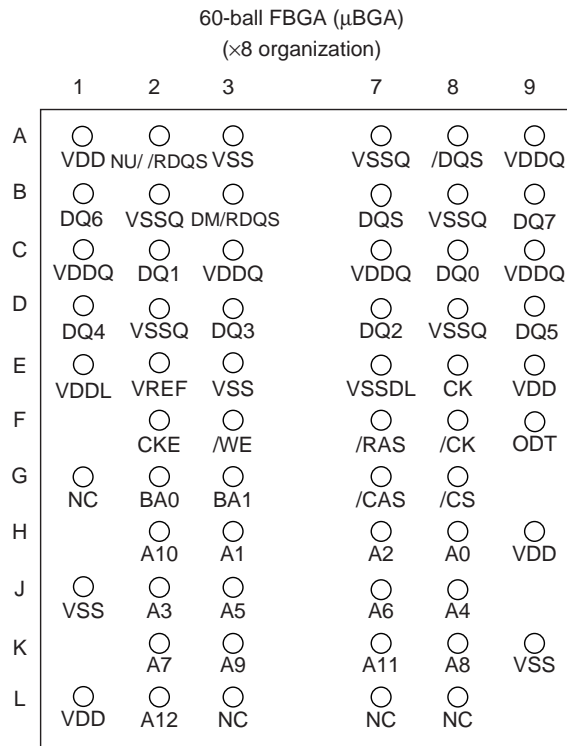 60-ball FBGA (μBGA)
(×8 organization)
1 2 3 7 8 9
A
VDD NU/ /RDQS VSS VSSQ /DQS VDDQ
B
DQ6 VSSQ DM/RDQS DQS VSSQ DQ7
C
VDDQ DQ1 VDDQ VDDQ DQ0 VDDQ
D
DQ4 VSSQ DQ3 DQ2 VSSQ DQ5
E
VDDL VREF VSS VSSDL CK VDD
F
CKE /WE /RAS /CK ODT
G
NC BA0 BA1 /CAS /CS
H
A10 A1 A2 A0 VDD
J
VSS A3 A5 A6 A4
K
A7 A9 A11 A8 VSS
L
VDD A12 NC NC NC